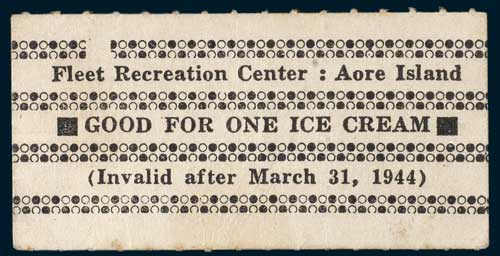 Fleet Recreation Center : Aore Island
GOOD FOR ONE ICE CREAM
(Invalid after March 31, 1944)